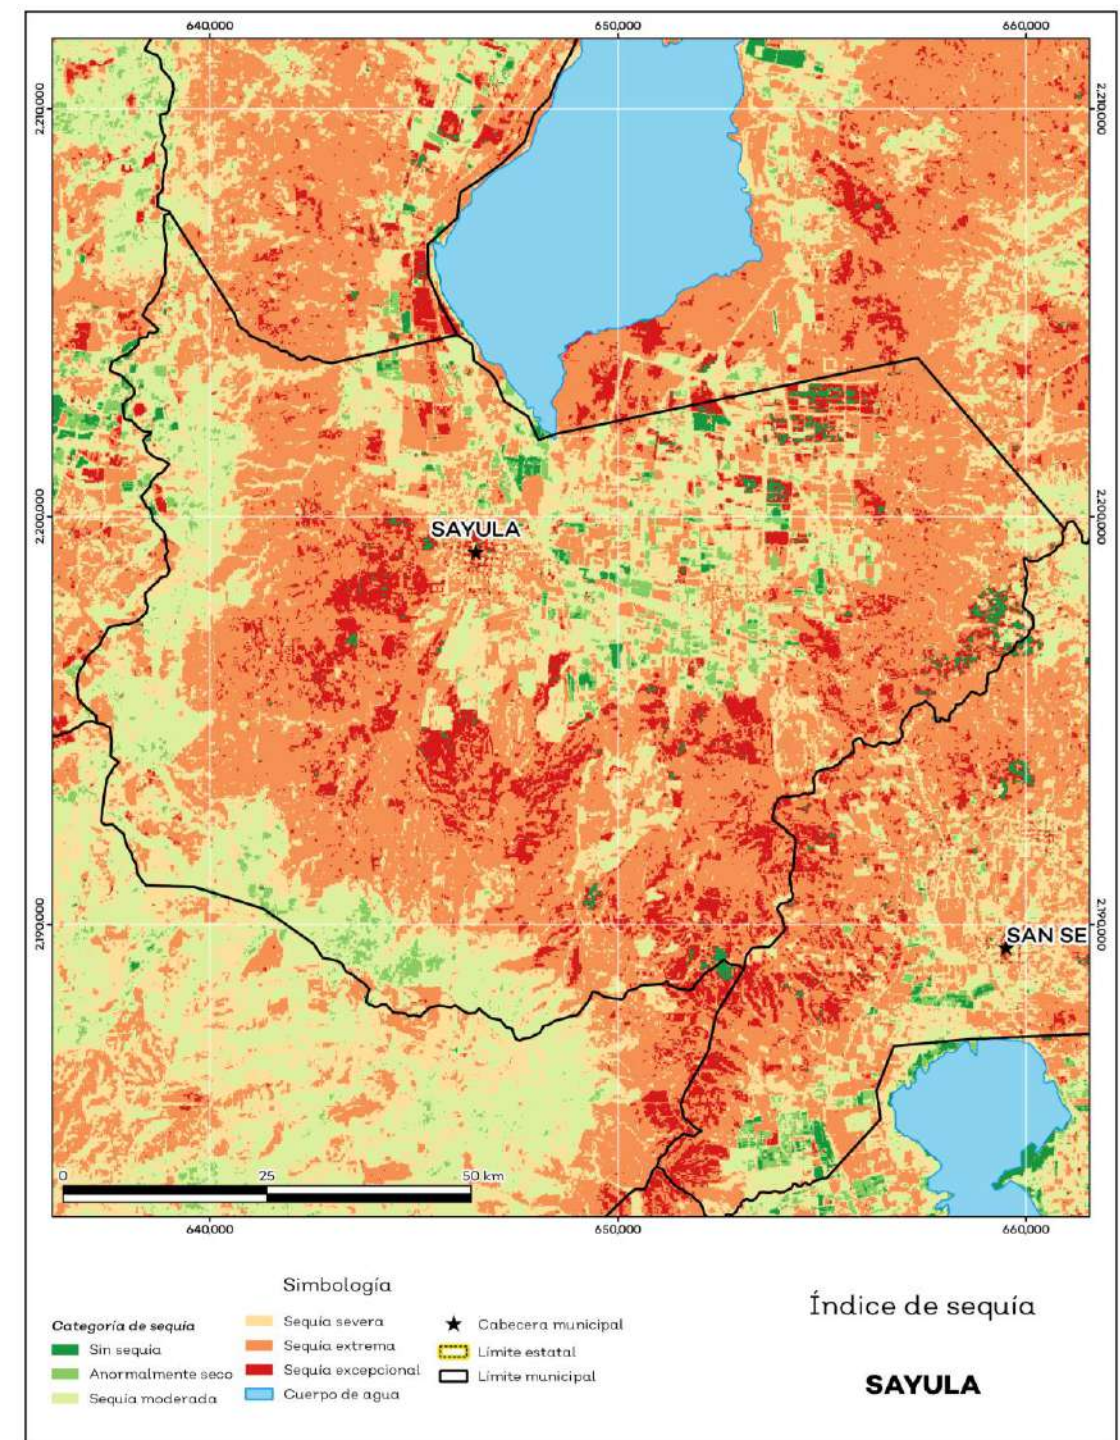 640,000 650,000 660,000
2,210,000 2,210,000
SAYULA
2,200,000 2,200,000
SAN SE
2,190,000 2,190,000
0 25 50 km
640,000 650,000 660,000
Simbología
Categoría de sequía
Sin sequía
Anormalmente seco
Sequía moderada
Sequía severa
Sequía extrema
Sequía excepcional
Cuerpo de agua
Cabecera municipal
Límite estatal
Límite municipal
Índice de sequía
SAYULA